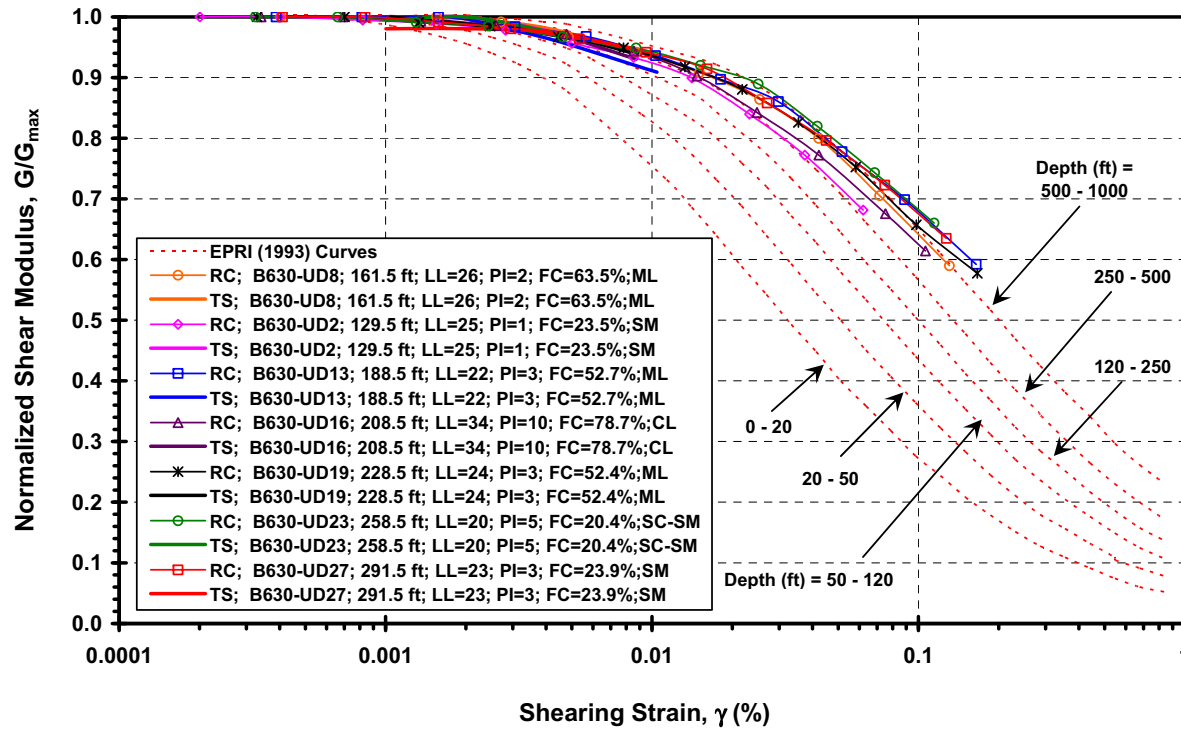 Normalized Shear Modulus, G/Gmax
1.0
0.9
0.8
0.7
0.6
0.5
0.4
0.3
0.2
0.1
0.0
EPRI (1993) Curves
RC; B630-UD8; 161.5 ft; LL=26; PI=2; FC=63.5%;ML
TS; B630-UD8; 161.5 ft; LL=26; PI=2; FC=63.5%;ML
RC; B630-UD2; 129.5 ft; LL=25; PI=1; FC=23.5%;SM
TS; B630-UD2; 129.5 ft; LL=25; PI=1; FC=23.5%;SM
RC; B630-UD13; 188.5 ft; LL=22; PI=3; FC=52.7%;ML
TS; B630-UD13; 188.5 ft; LL=22; PI=3; FC=52.7%;ML
RC; B630-UD16; 208.5 ft; LL=34; PI=10; FC=78.7%;CL
TS; B630-UD16; 208.5 ft; LL=34; PI=10; FC=78.7%;CL
RC; B630-UD19; 228.5 ft; LL=24; PI=3; FC=52.4%;ML
TS; B630-UD19; 228.5 ft; LL=24; PI=3; FC=52.4%;ML
RC; B630-UD23; 258.5 ft; LL=20; PI=5; FC=20.4%;SC-SM
TS; B630-UD23; 258.5 ft; LL=20; PI=5; FC=20.4%;SC-SM
RC; B630-UD27; 291.5 ft; LL=23; PI=3; FC=23.9%;SM
TS; B630-UD27; 291.5 ft; LL=23; PI=3; FC=23.9%;SM
Depth (ft) =
500 - 1000
250 - 500
120 - 250
0 - 20
20 - 50
Depth (ft) = 50 - 120
0.0001
0.001
0.01
0.1
1
Shearing Strain, γ (%)